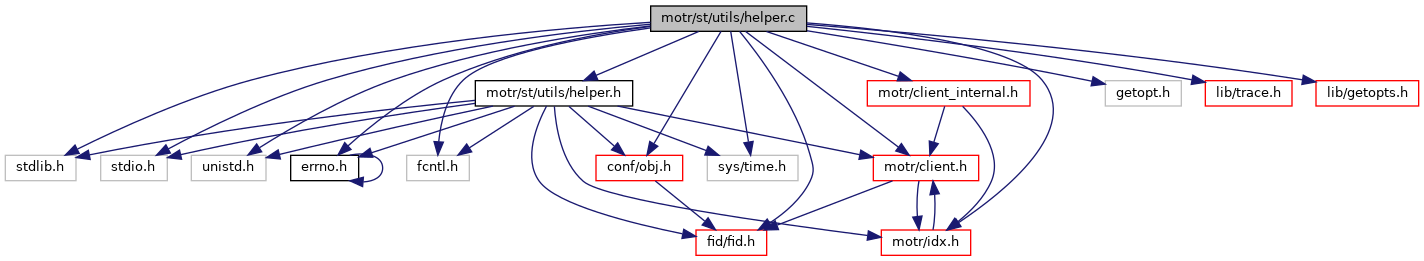 motr/st/utils/helper.c
motr/st/utils/helper.h
motr/client_internal.h
getopt.h
lib/trace.h
lib/getopts.h
stdlib.h
stdio.h
unistd.h
errno.h
fcntl.h
conf/obj.h
sys/time.h
motr/client.h
fid/fid.h
motr/idx.h